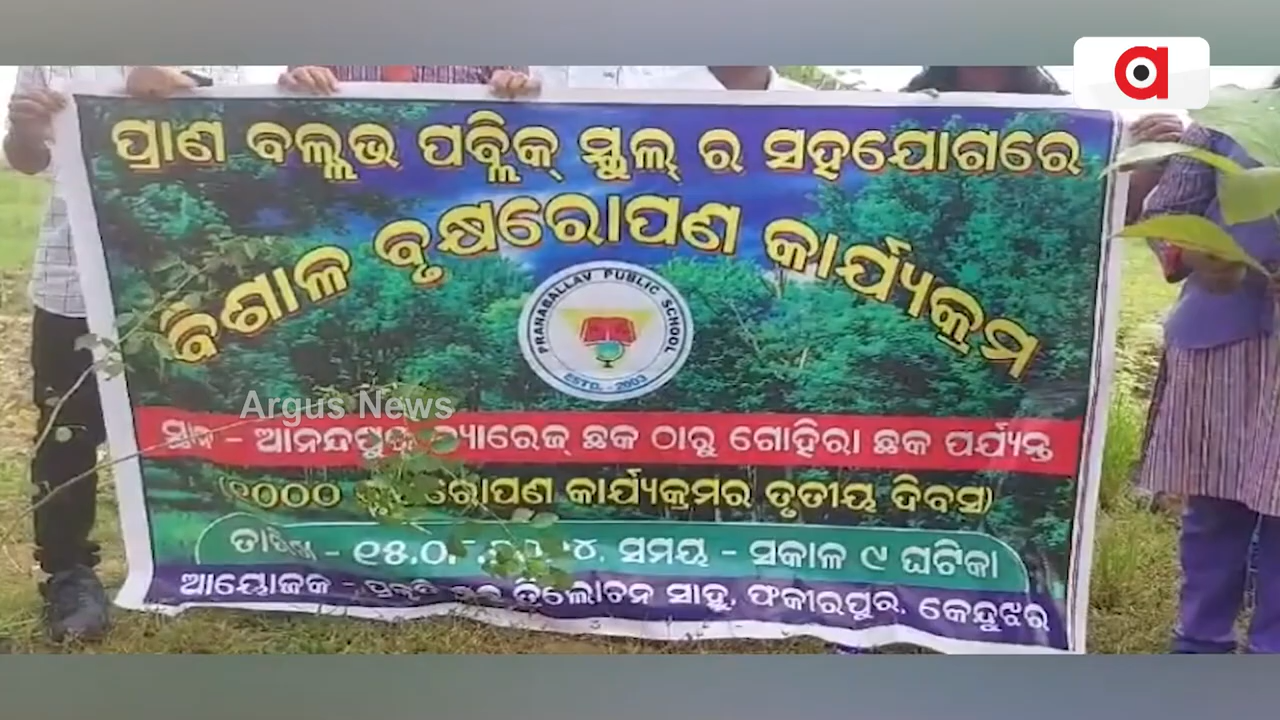 ପ୍ରାଣ ବଲ୍ଲଭ ପବ୍ଲିକ୍ ସ୍କୁଲ୍ ର ସହଯୋଗରେ
ବିଶାଳ ବୃକ୍ଷରୋପଣ କାର୍ଯ୍ୟକ୍ରମ
PRANABALLAV PUBLIC SCHOOL
ESTD. - 2003
Argus News
ସ୍ଥାନ - ଆନନ୍ଦପୁର ବ୍ୟାରେଜ୍ ଛକ ଠାରୁ ଗୋହିରା ଛକ ପର୍ଯ୍ୟନ୍ତ
ରୋପଣ କାର୍ଯ୍ୟକ୍ରମର ତୃତୀୟ ଦିବସ)
ତାରିଖ - ସମୟ - ସକାଳ ୯ ଘଟିକା
ଆୟୋଜକ - ତ୍ରିଲୋଚନ ସାହୁ, ଫକୀରପୁର, କେନ୍ଦୁଝର